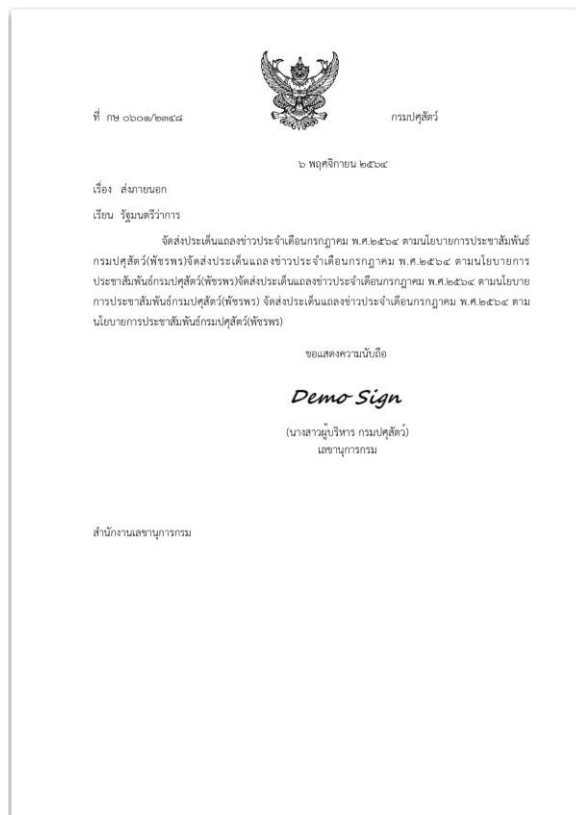 ที่ กษ ๐๖๐๑/๒๓๔๘
กรมปศุสัตว์
๖ พฤศจิกายน ๒๕๖๔
เรื่อง ส่งภายนอก
เรียน รัฐมนตรีว่าการ
จัดส่งประเด็นแถลงข่าวประจำเดือนกรกฎาคม พ.ศ.๒๕๖๔ ตามนโยบายการประชาสัมพันธ์
กรมปศุสัตว์(พัชรพร)จัดส่งประเด็นแถลงข่าวประจำเดือนกรกฎาคม พ.ศ.๒๕๖๔ ตามนโยบายการ
ประชาสัมพันธ์กรมปศุสัตว์(พัชรพร)จัดส่งประเด็นแถลงข่าวประจำเดือนกรกฎาคม พ.ศ.๒๕๖๔ ตามนโยบาย
การประชาสัมพันธ์กรมปศุสัตว์(พัชรพร) จัดส่งประเด็นแถลงข่าวประจำเดือนกรกฎาคม พ.ศ.๒๕๖๔ ตาม
นโยบายการประชาสัมพันธ์กรมปศุสัตว์(พัชรพร)
ขอแสดงความนับถือ
Demo Sign
(นางสาวผู้บริหาร กรมปศุสัตว์)
เลขานุการกรม
สำนักงานเลขานุการกรม